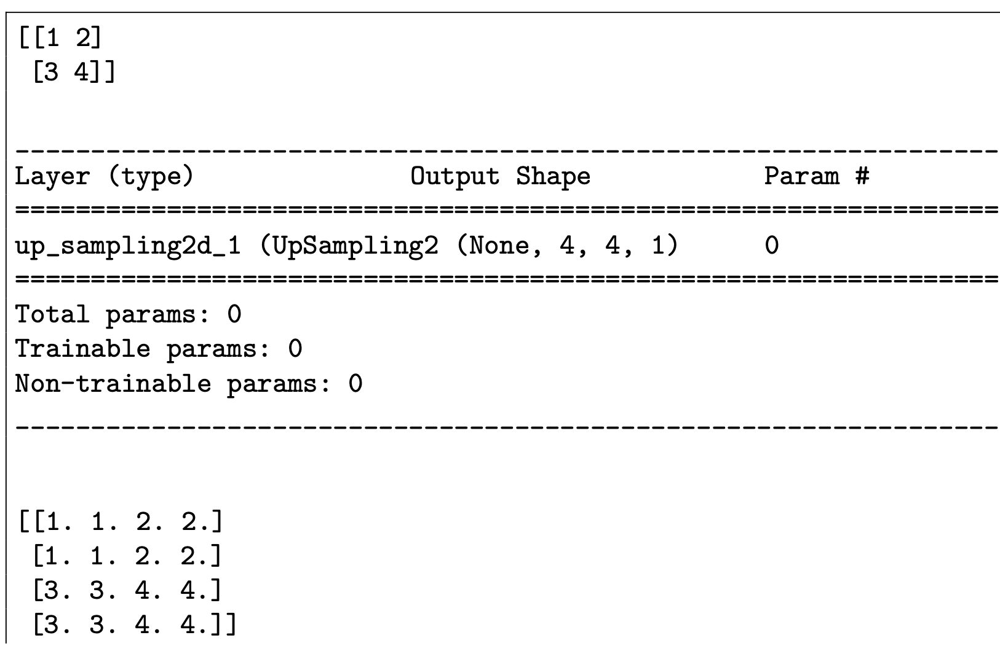 [[1 2]
 [3 4]]
_________________________________________________________________
Layer (type)                 Output Shape              Param #
=================================================================
up_sampling2d_1 (UpSampling2 (None, 4, 4, 1)      0
=================================================================
Total params: 0
Trainable params: 0
Non-trainable params: 0
_________________________________________________________________
[[1. 1. 2. 2.]
 [1. 1. 2. 2.]
 [3. 3. 4. 4.]
 [3. 3. 4. 4.]]